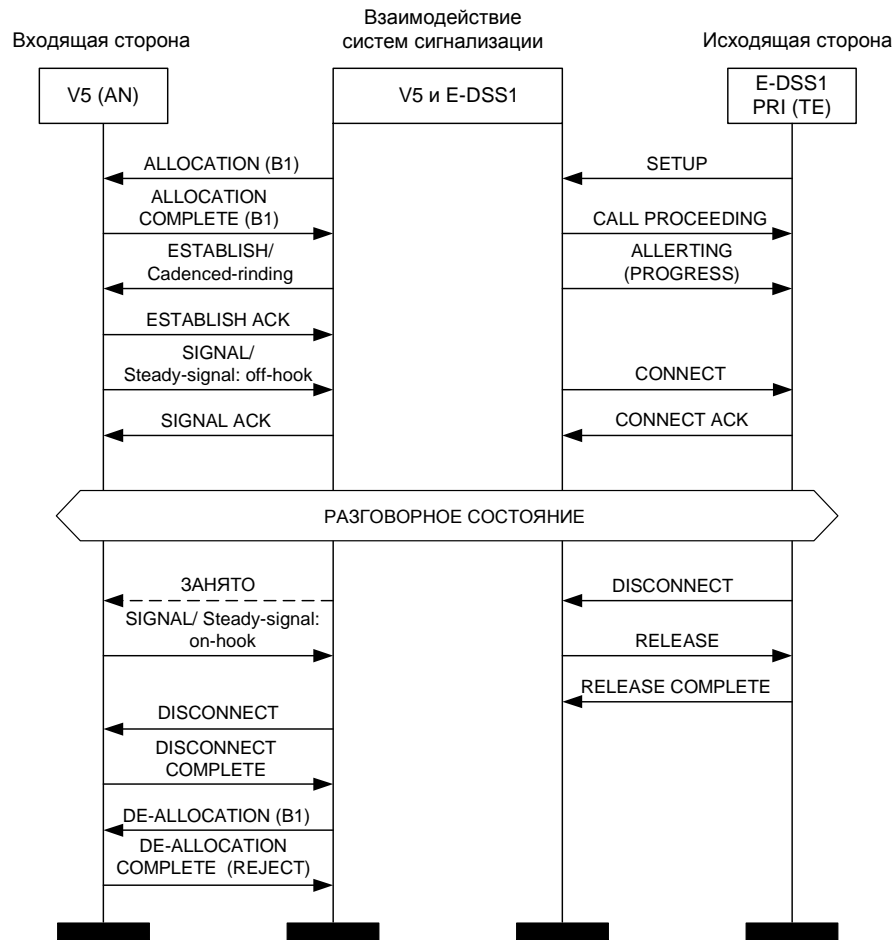 Взаимодействие
систем сигнализации
Входящая сторона
Исходящая сторона
V5 (AN)
V5 и E-DSS1
E-DSS1
PRI (TE)
ALLOCATION (B1)
SETUP
ALLOCATION
COMPLETE (B1)
CALL PROCEEDING
ESTABLISH/
Cadenced-rinding
ALLERTING
(PROGRESS)
ESTABLISH ACK
SIGNAL/
Steady-signal: off-hook
CONNECT
SIGNAL ACK
CONNECT ACK
РАЗГОВОРНОЕ СОСТОЯНИЕ
ЗАНЯТО
DISCONNECT
SIGNAL/ Steady-signal:
on-hook
RELEASE
RELEASE COMPLETE
DISCONNECT
DISCONNECT
COMPLETE
DE-ALLOCATION (B1)
DE-ALLOCATION
COMPLETE (REJECT)